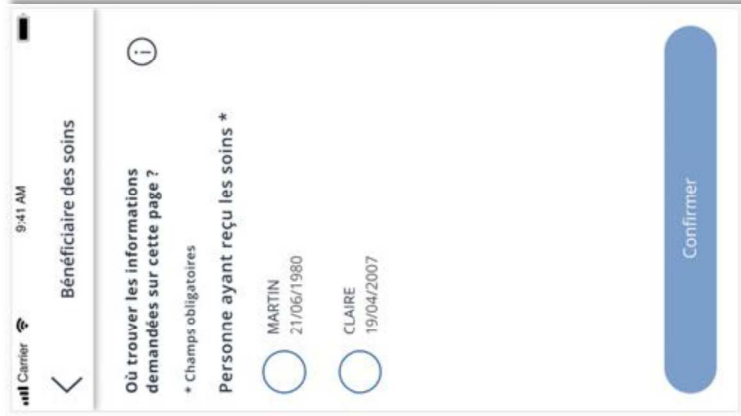 Carrier
9:41 AM
Bénéficiaire des soins
Où trouver les informations
demandées sur cette page ?
* Champs obligatoires
Personne ayant reçu les soins *
MARTIN
21/06/1980
CLAIRE
19/04/2007
Confirmer